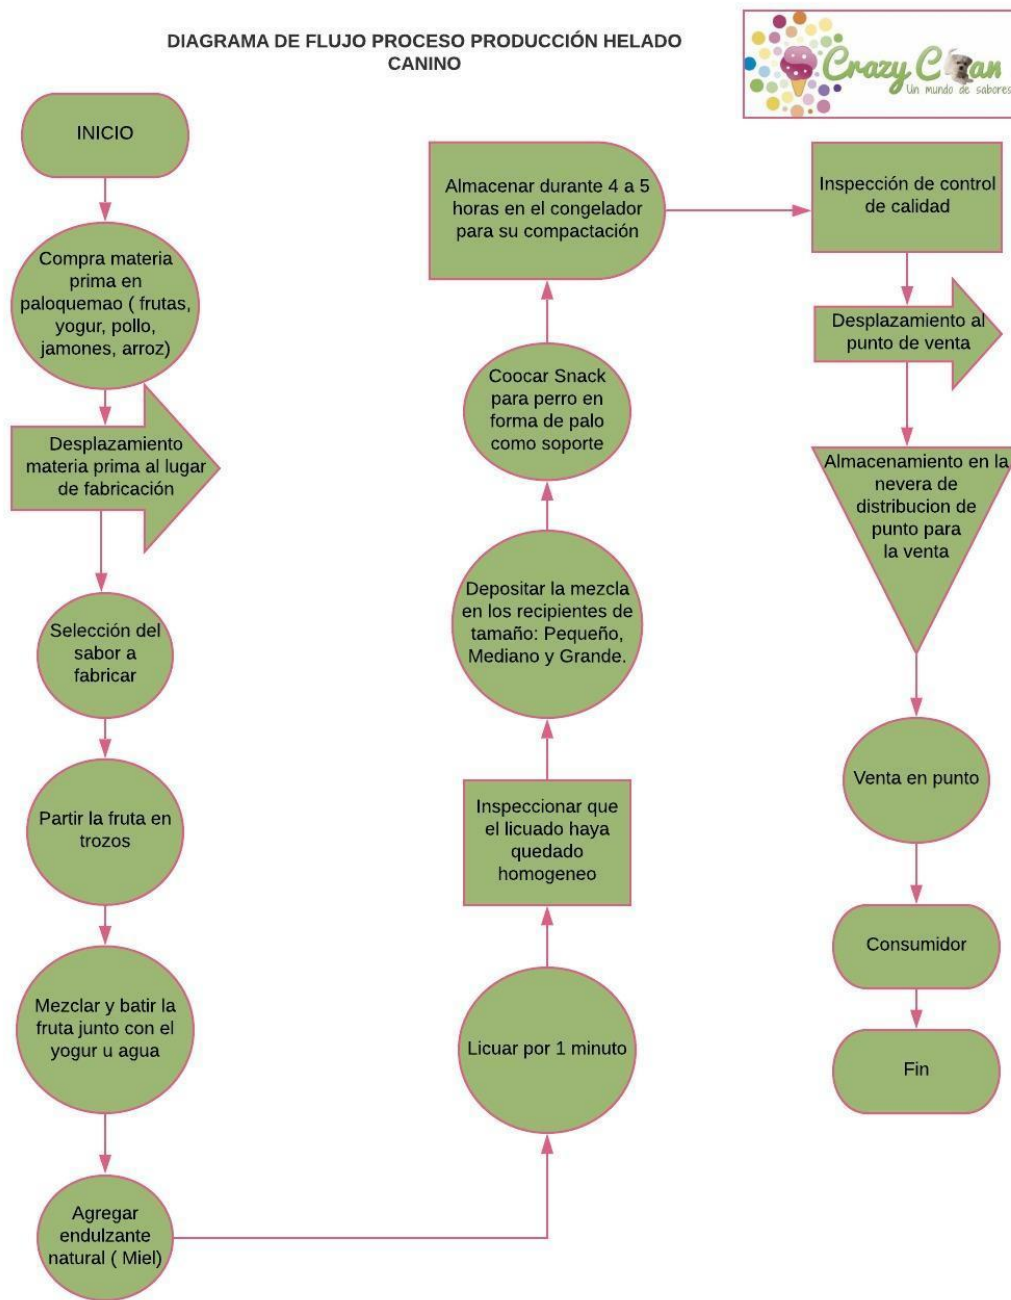 DIAGRAMA DE FLUJO PROCESO PRODUCCIÓN HELADO
CANINO
Crazy Can
Un mundo de sabores
INICIO
Compra materia
prima en
paloquemao ( frutas,
yogur, pollo,
jamones, arroz)
Desplazamiento
materia prima al lugar
de fabricación
Selección del
sabor a
fabricar
Partir la fruta en
trozos
Mezclar y batir la
fruta junto con el
yogur u agua
Agregar
endulzante
natural ( Miel)
Licuar por 1 minuto
Inspeccionar que
el licuado haya
quedado
homogeneo
Depositar la mezcla
en los recipientes de
tamaño: Pequeño,
Mediano y Grande.
Coocar Snack
para perro en
forma de palo
como soporte
Almacenar durante 4 a 5
horas en el congelador
para su compactación
Inspección de control
de calidad
Desplazamiento al
punto de venta
Almacenamiento en la
nevera de
distribucion de
punto para
la venta
Venta en punto
Consumidor
Fin